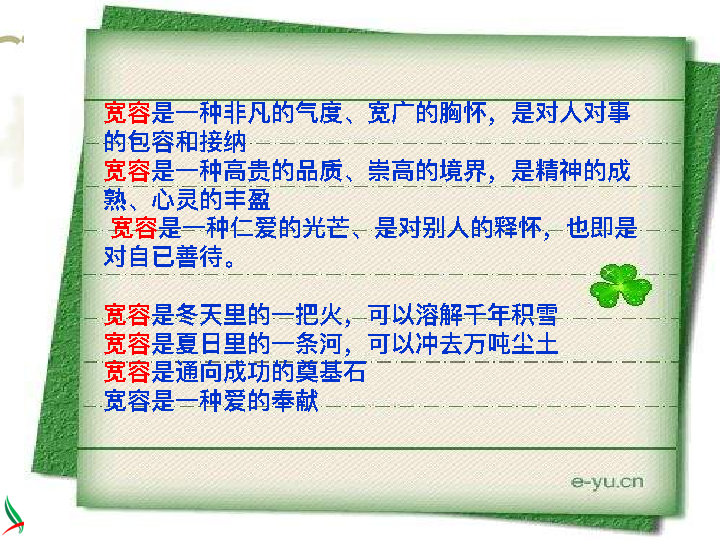 宽容是一种非凡的气度、宽广的胸怀，是对人对事
的包容和接纳
宽容是一种高贵的品质、崇高的境界，是精神的成
熟、心灵的丰盈
宽容是一种仁爱的光芒、是对别人的释怀，也即是
对自已善待。
宽容是冬天里的一把火，可以溶解千年积雪
宽容是夏日里的一条河，可以冲去万吨尘土
宽容是通向成功的奠基石
宽容是一种爱的奉献
e-yu.cn